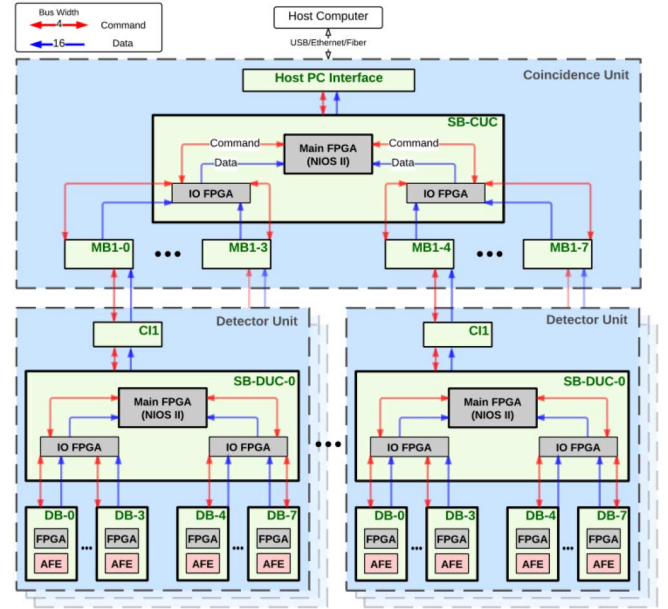 Bus Width
4 Command
16 Data
Host Computer
USB/Ethernet/Fiber
Host PC Interface
Coincidence Unit
SB-CUC
Command
Main FPGA
(NIOS II)
Command
Data
Data
IO FPGA
IO FPGA
MB1-0
•••
MB1-3
MB1-4
•••
MB1-7
Detector Unit
Detector Unit
CI1
CI1
SB-DUC-0
SB-DUC-0
Main FPGA
(NIOS II)
Main FPGA
(NIOS II)
•••
IO FPGA
IO FPGA
IO FPGA
IO FPGA
DB-0
FPGA
AFE
•••
DB-3
FPGA
AFE
DB-4
FPGA
AFE
•••
DB-7
FPGA
AFE
DB-0
FPGA
AFE
•••
DB-3
FPGA
AFE
DB-4
FPGA
AFE
•••
DB-7
FPGA
AFE